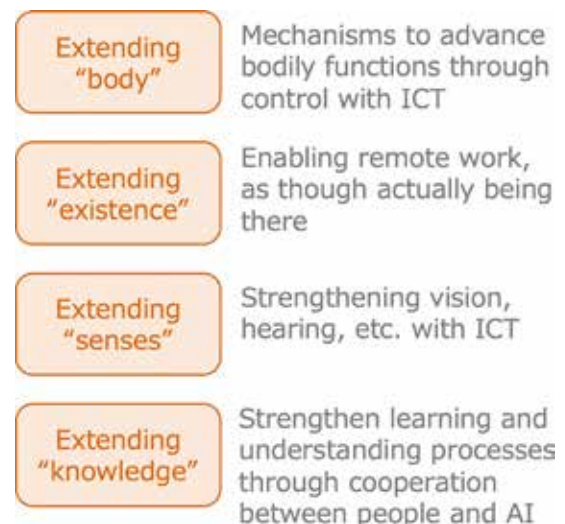 Extending
"body"
Mechanisms to advance
bodily functions through
control with ICT
Extending
"existence"
Enabling remote work,
as though actually being
there
Extending
"senses"
Strengthening vision,
hearing, etc. with ICT
Extending
"knowledge"
Strengthen learning and
understanding processes
through cooperation
between people and AI